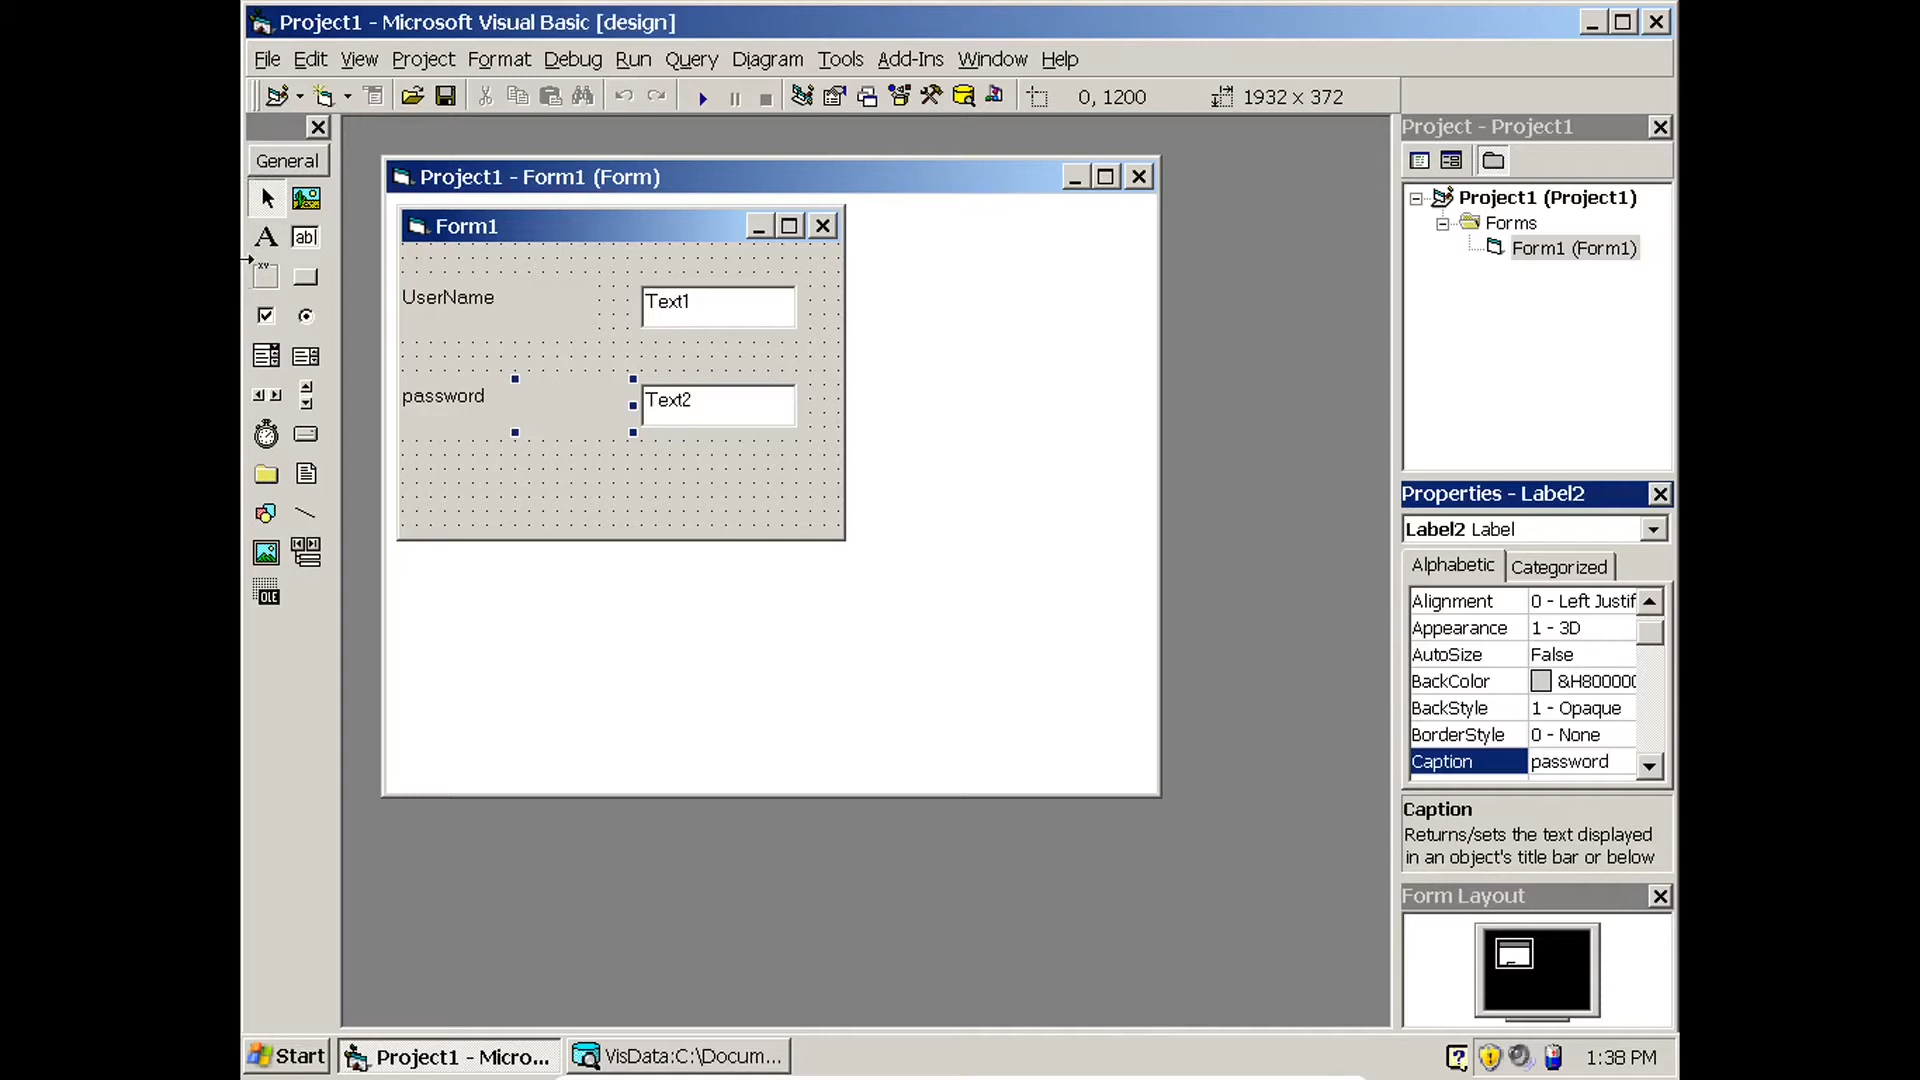 Project1 - Microsoft Visual Basic [design]
File Edit View Project Format Debug Run Query Diagram Tools Add-Ins Window Help
0, 1200 1932 x 372
General
A
ab|
xv
OLE
Project1 - Form1 (Form)
Form1
UserName
Text1
password
Text2
Project - Project1
Project1 (Project1)
Forms
Form1 (Form1)
Properties - Label2
Label2 Label
Alphabetic Categorized
Alignment 0 - Left Justif
Appearance 1 - 3D
AutoSize False
BackColor &H800000
BackStyle 1 - Opaque
BorderStyle 0 - None
Caption password
Caption
Returns/sets the text displayed
in an object's title bar or below
Form Layout
Start Project1 - Micro... VisData:C:\Docum... 1:38 PM